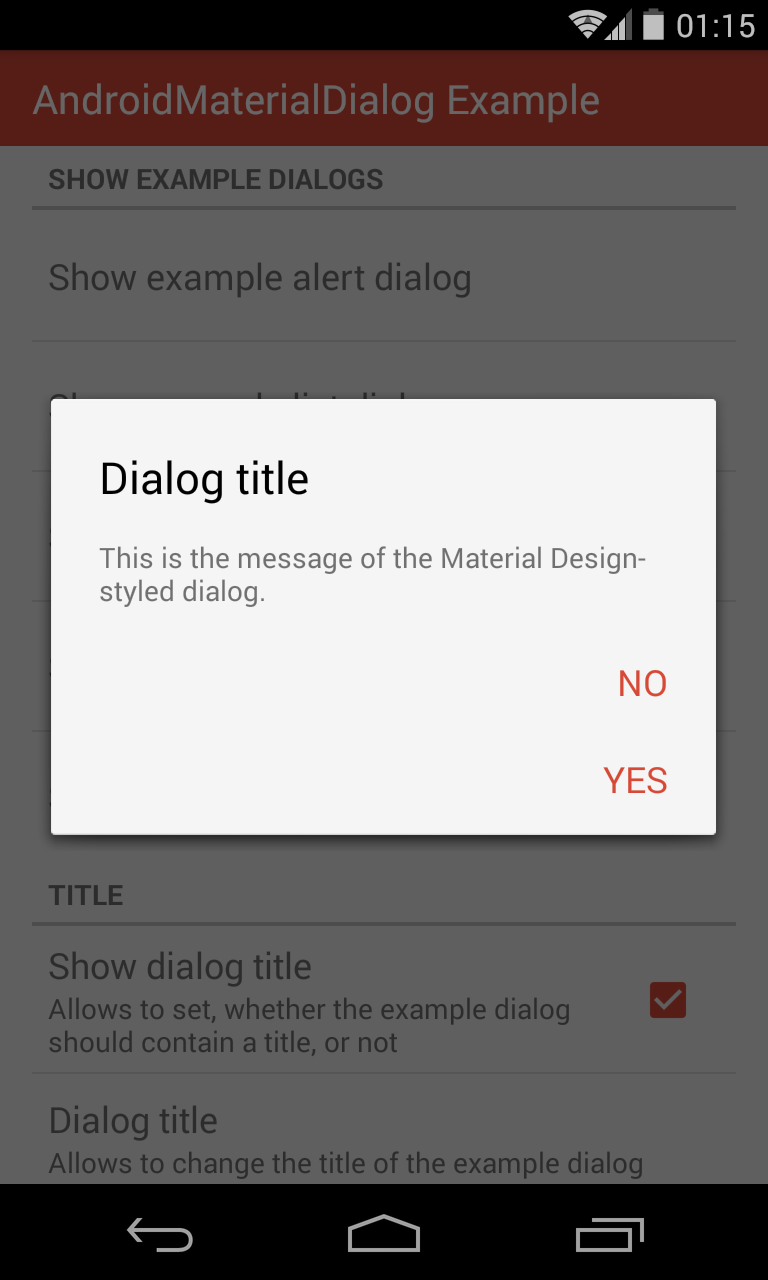 01:15
AndroidMaterialDialog Example
SHOW EXAMPLE DIALOGS
Show example alert dialog
Dialog title
This is the message of the Material Design-
styled dialog.
NO
YES
TITLE
Show dialog title
Allows to set, whether the example dialog
should contain a title, or not
Dialog title
Allows to change the title of the example dialog